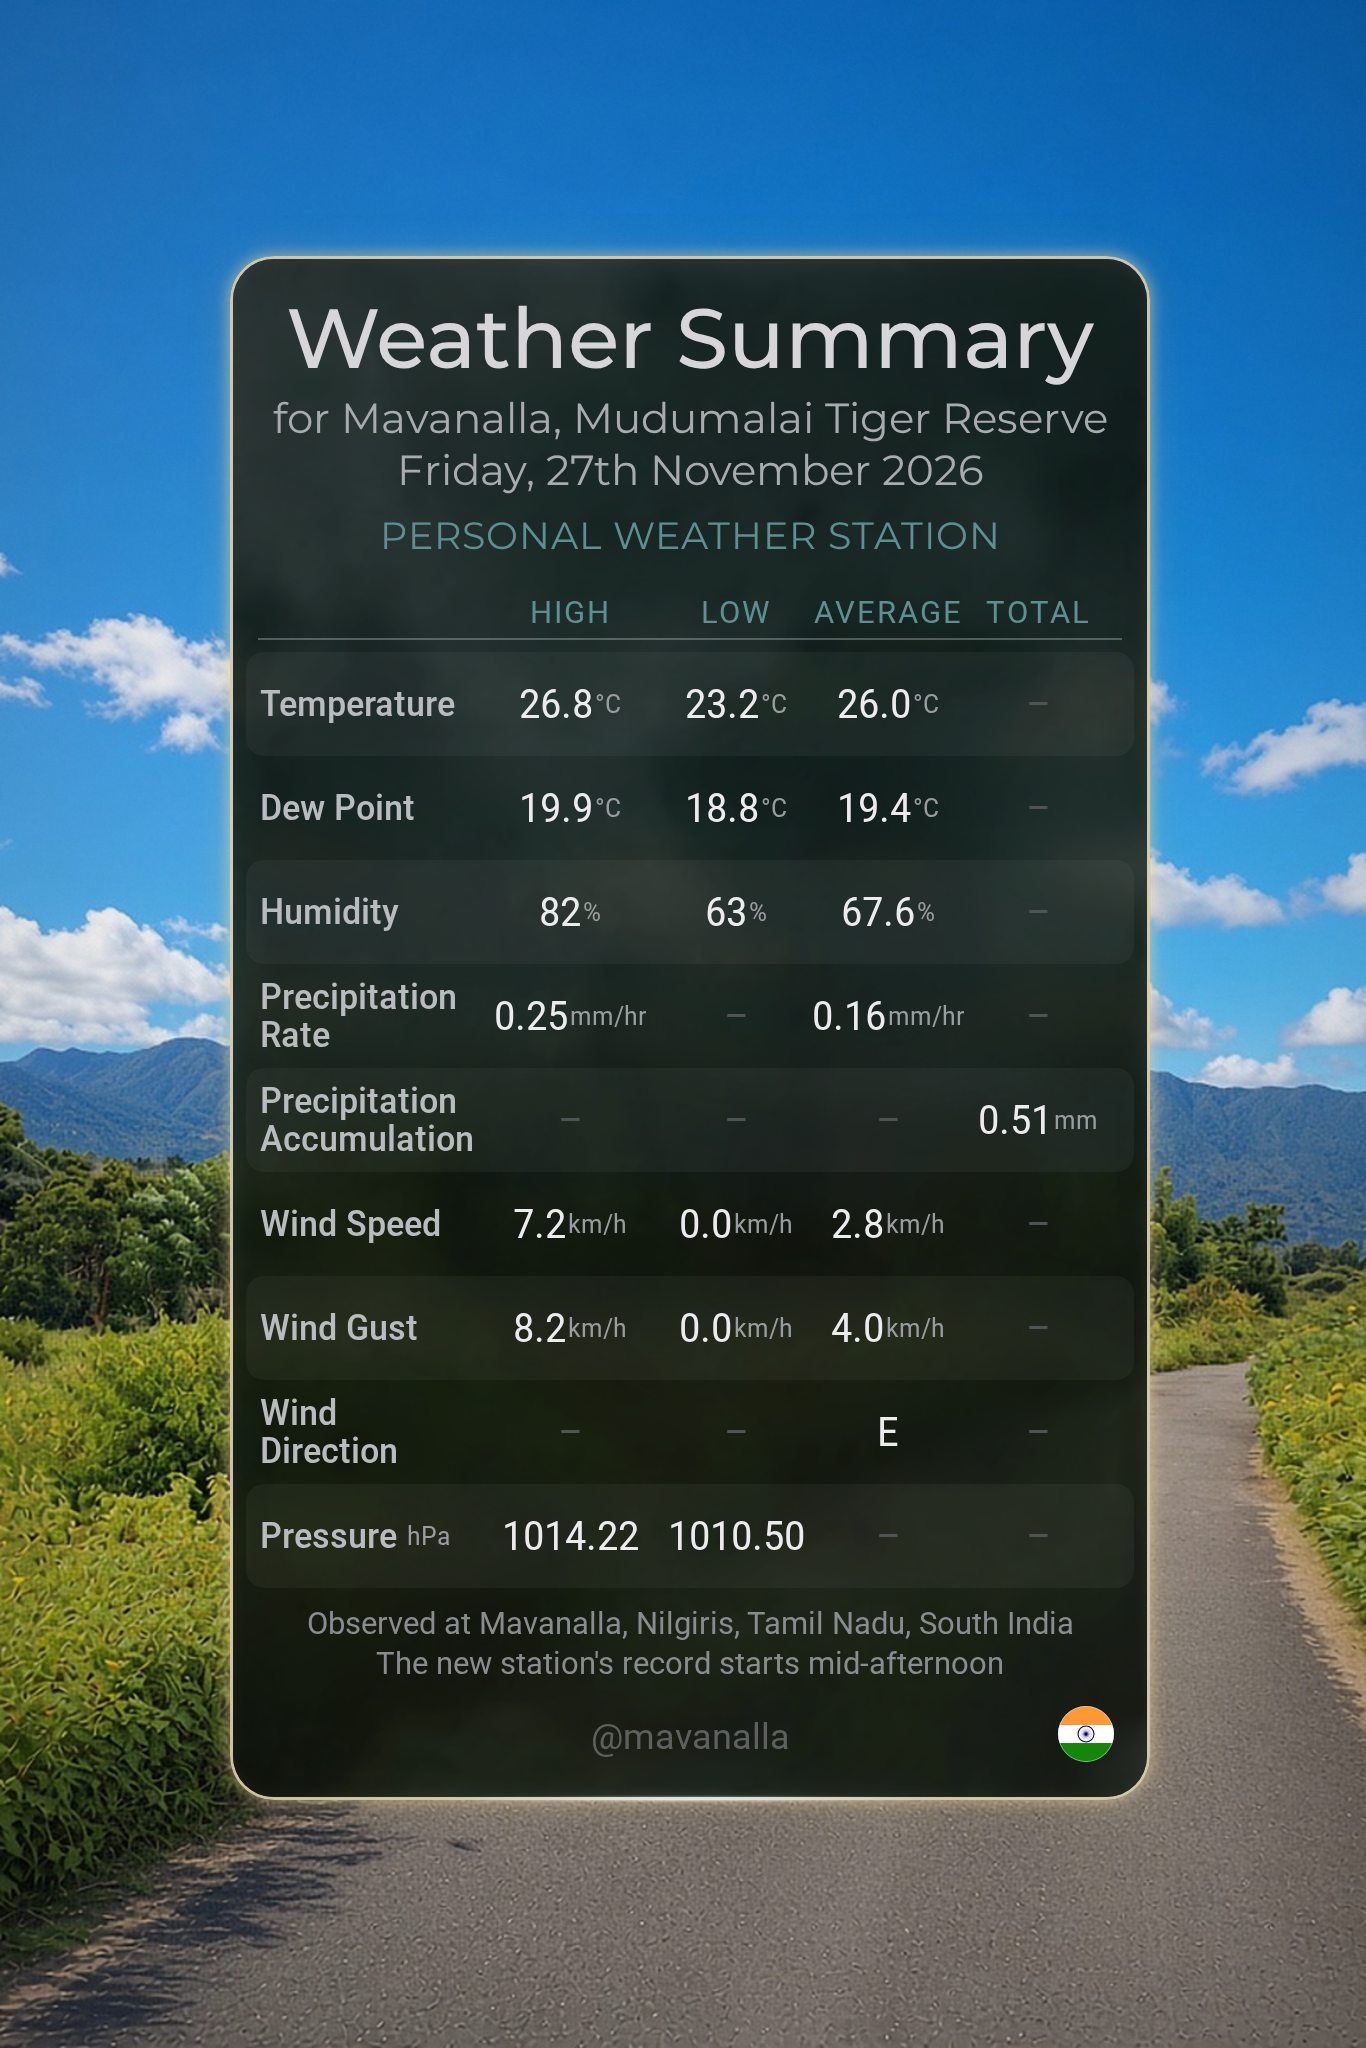 Weather Summary
for Mavanalla, Mudumalai Tiger Reserve
Friday, 27th November 2026
PERSONAL WEATHER STATION
HIGH LOW AVERAGE TOTAL
Temperature 26.8°C 23.2°C 26.0°C –
Dew Point 19.9°C 18.8°C 19.4°C –
Humidity 82% 63% 67.6% –
Precipitation
Rate 0.25mm/hr – 0.16mm/hr –
Precipitation
Accumulation – – – 0.51mm
Wind Speed 7.2km/h 0.0km/h 2.8km/h –
Wind Gust 8.2km/h 0.0km/h 4.0km/h –
Wind
Direction – – E –
Pressure hPa 1014.22 1010.50 – –
Observed at Mavanalla, Nilgiris, Tamil Nadu, South India
The new station's record starts mid-afternoon
@mavanalla